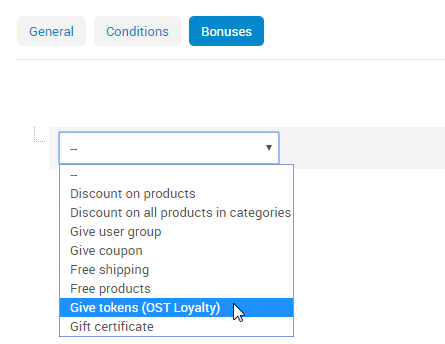 General Conditions Bonuses
--
--
Discount on products
Discount on all products in categories
Give user group
Give coupon
Free shipping
Free products
Give tokens (OST Loyalty)
Gift certificate